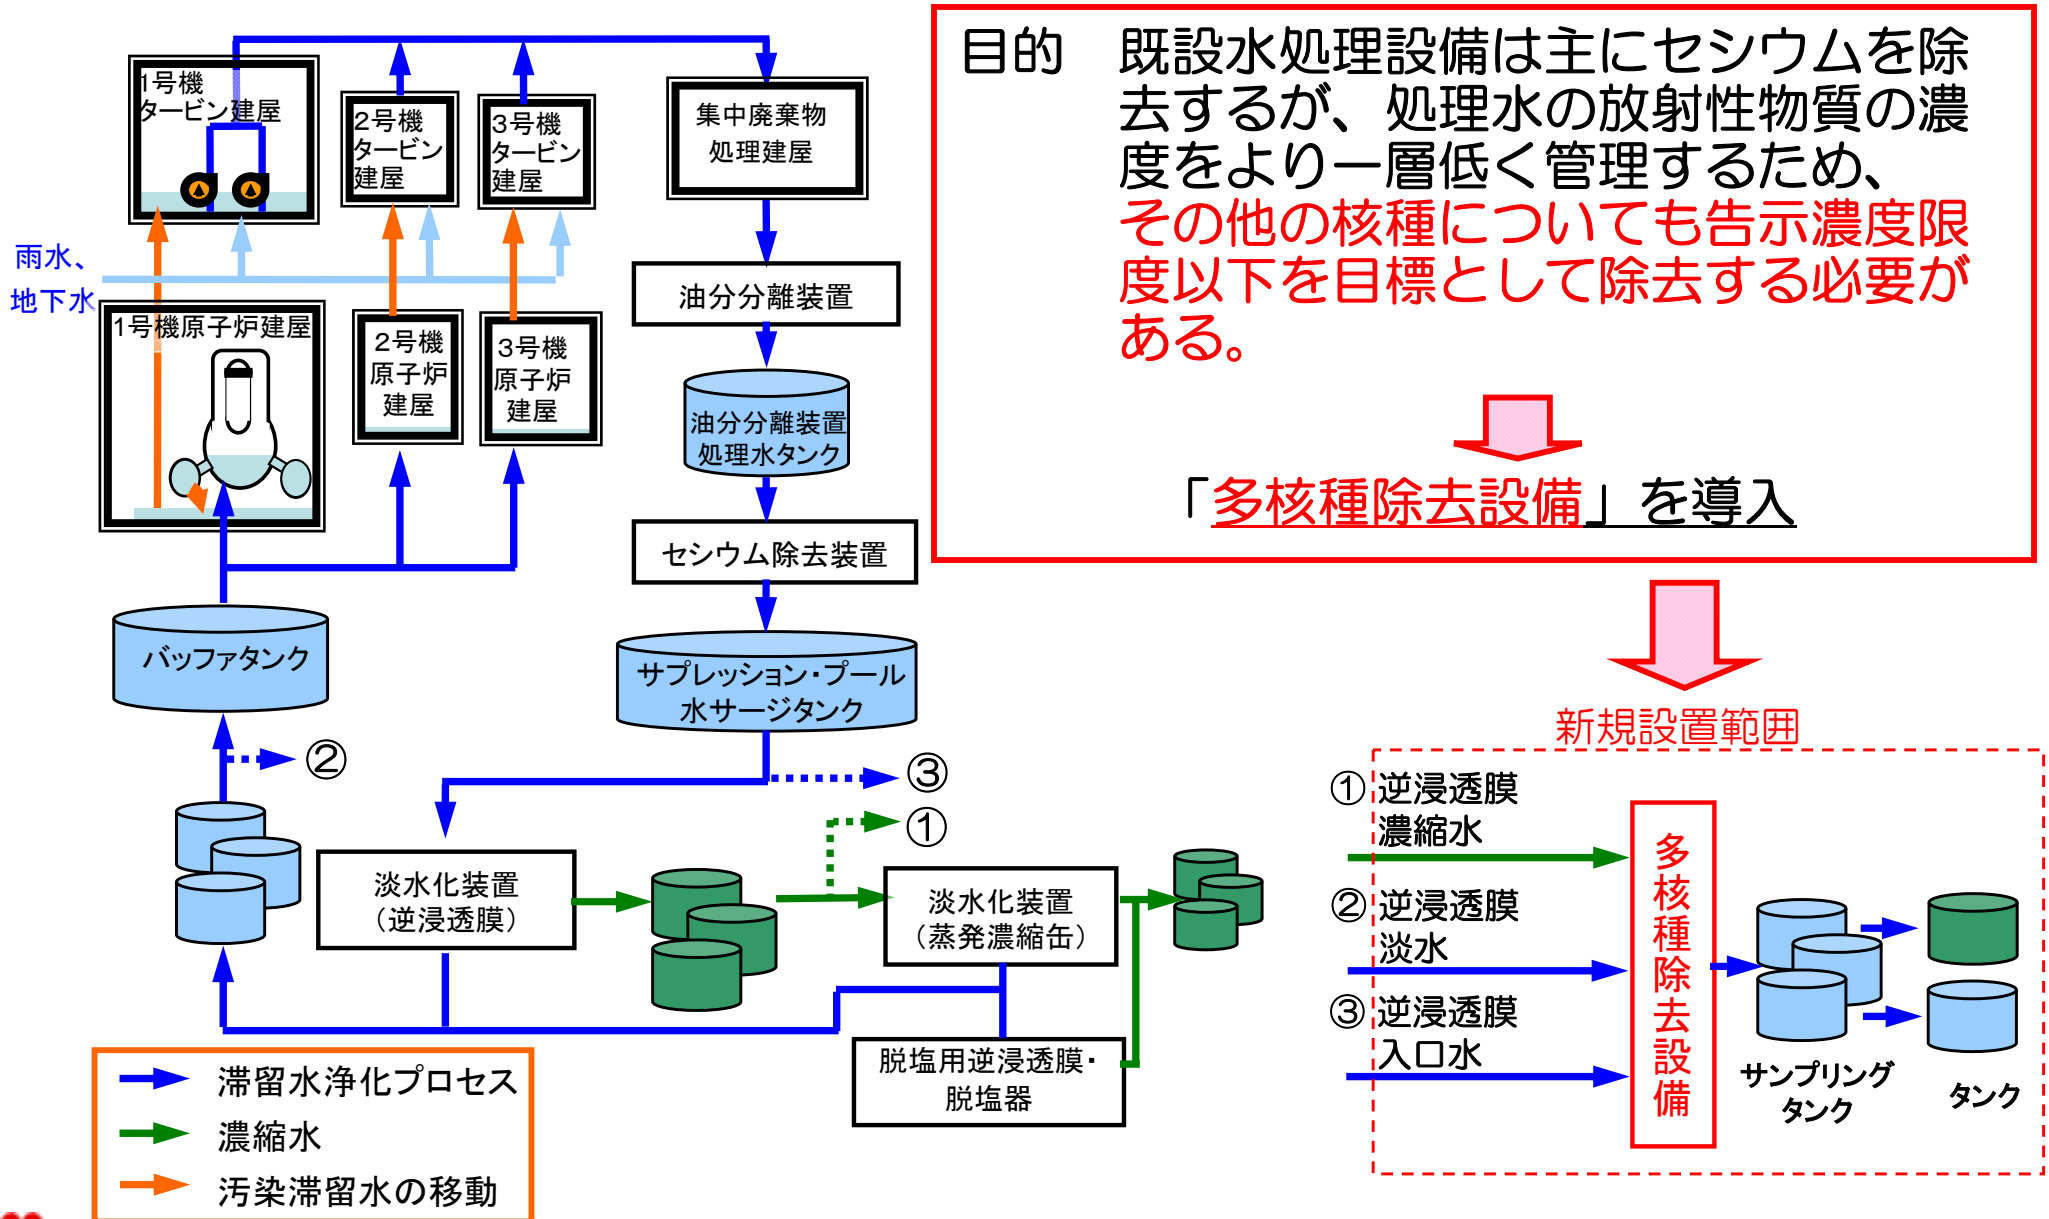 目的　既設水処理設備は主にセシウムを除
去するが、処理水の放射性物質の濃
度をより一層低く管理するため、
その他の核種についても告示濃度限
度以下を目標として除去する必要が
ある。
「多核種除去設備」を導入
1号機
タービン建屋
2号機
タービン
建屋
3号機
タービン
建屋
集中廃棄物
処理建屋
雨水、
地下水
油分分離装置
1号機原子炉建屋
2号機
原子炉
建屋
3号機
原子炉
建屋
油分分離装置
処理水タンク
セシウム除去装置
バッファタンク
サプレッション・プール
水サージタンク
②
③
①
淡水化装置
（逆浸透膜）
淡水化装置
（蒸発濃縮缶）
脱塩用逆浸透膜・
脱塩器
新規設置範囲
① 逆浸透膜
濃縮水
② 逆浸透膜
淡水
③ 逆浸透膜
入口水
多核種除去設備
サンプリング
タンク
タンク
滞留水浄化プロセス
濃縮水
汚染滞留水の移動